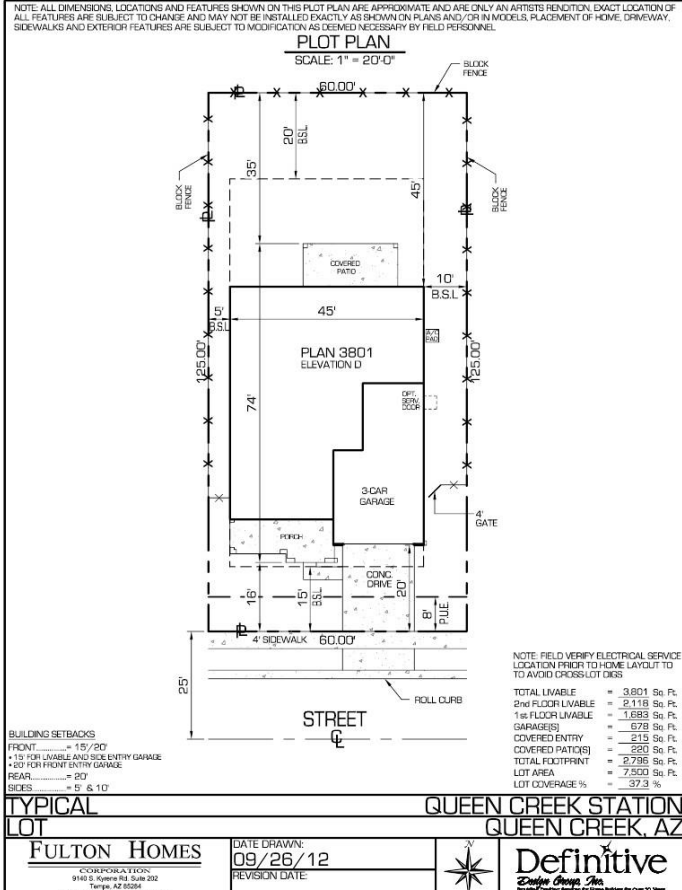 NOTE: ALL DIMENSIONS, LOCATIONS AND FEATURES SHOWN ON THIS PLOT PLAN ARE APPROXIMATE AND ARE ONLY AN ARTISTS RENDITION, EXACT LOCATION OF
ALL FEATURES ARE SUBJECT TO CHANGE AND MAY NOT BE INSTALLED EXACTLY AS SHOWN ON PLANS AND/OR IN MODELS, PLACEMENT OF HOME, DRIVEWAY,
SIDEWALKS AND EXTERIOR FEATURES ARE SUBJECT TO MODIFICATION AS DEEMED NECESSARY BY FIELD PERSONNEL
PLOT PLAN
SCALE: 1" = 20'-0"
BLOCK
FENCE
60.00'
20'
B.S.L
35'
45'
BLOCK
FENCE
BLOCK
FENCE
COVERED
PATIO
10'
B.S.L
5'
B.S.L
45'
A/C
PAD
PLAN 3801
ELEVATION D
125.00'
125.00'
OPT.
SERV.
DOOR
74'
3-CAR
GARAGE
4'
GATE
PORCH
CONC.
DRIVE
16'
15'
BSL
20'
8'
P.U.E
4' SIDEWALK
60.00'
25'
ROLL CURB
STREET
NOTE: FIELD VERIFY ELECTRICAL SERVICE
LOCATION PRIOR TO HOME LAYOUT TO
TO AVOID CROSS-LOT DIGS
TOTAL LIVABLE = 3,801 Sq. Ft.
2nd FLOOR LIVABLE = 2,118 Sq. Ft.
1st FLOOR LIVABLE = 1,683 Sq. Ft.
GARAGE(S) = 678 Sq. Ft.
COVERED ENTRY = 215 Sq. Ft.
COVERED PATIO(S) = 220 Sq. Ft.
TOTAL FOOTPRINT = 2,796 Sq. Ft.
LOT AREA = 7,500 Sq. Ft.
LOT COVERAGE % = 37.3 %
BUILDING SETBACKS
FRONT..............= 15'/20'
• 15' FOR LIVABLE AND SIDE ENTRY GARAGE
• 20' FOR FRONT ENTRY GARAGE
REAR..............= 20'
SIDES..............= 5' & 10'
TYPICAL
LOT
QUEEN CREEK STATION
QUEEN CREEK, AZ
FULTON HOMES
CORPORATION
9140 S. Kyrene Rd. Suite 202
Tempe, AZ 85284
DATE DRAWN:
09/26/12
REVISION DATE:
N
Definitive
Design Group, Inc.